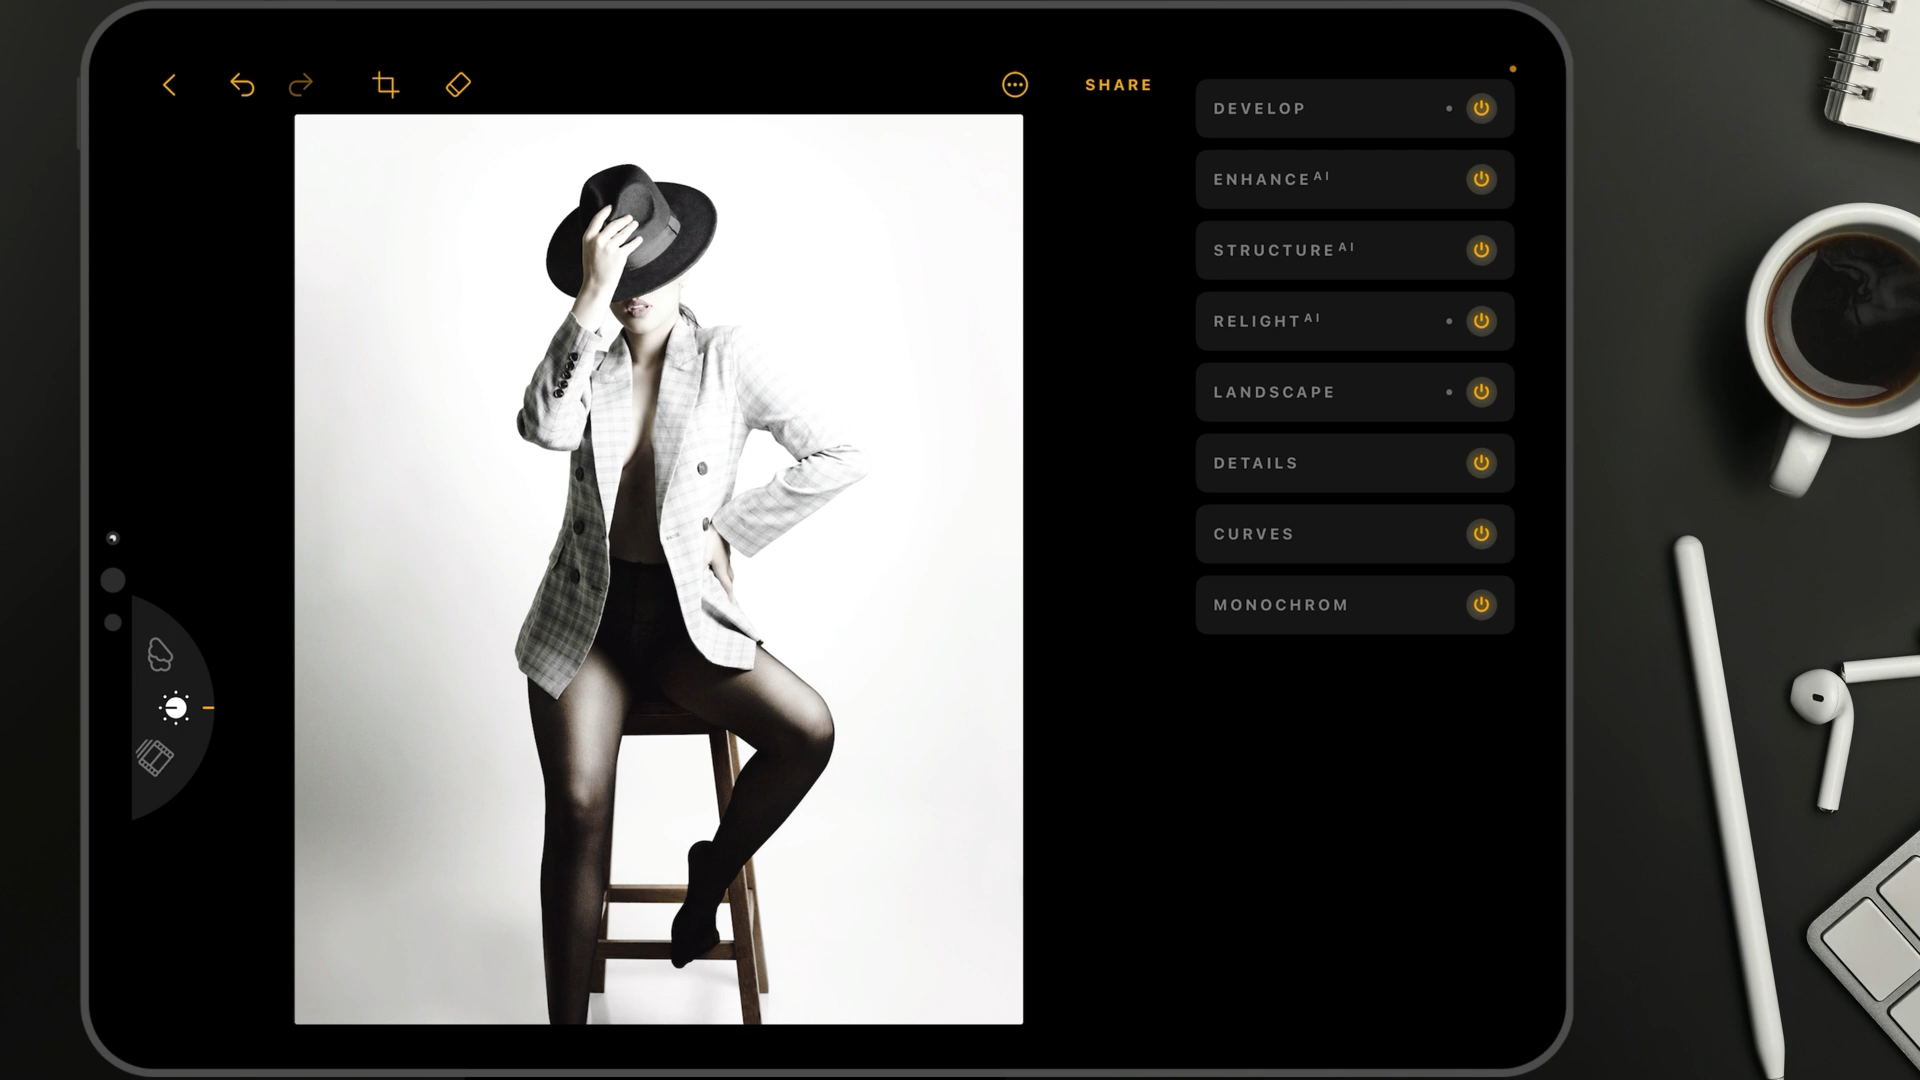 SHARE
DEVELOP
ENHANCE AI
STRUCTURE AI
RELIGHT AI
LANDSCAPE
DETAILS
CURVES
MONOCHROM